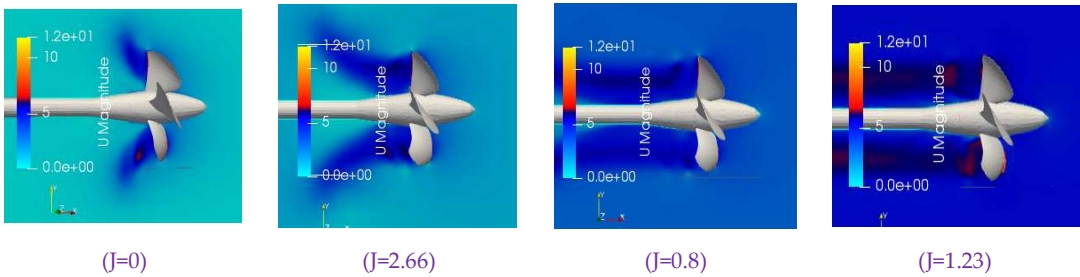 1.2e+01
10
U Magnitude
5
0.0e+00
Y
Z X
(J=0)
1.2e+01
10
U Magnitude
5
0.0e+00
Y
(J=2.66)
1.2e+01
10
U Magnitude
5
0.0e+00
Y
Z X
(J=0.8)
1.2e+01
10
U Magnitude
5
0.0e+00
Y
(J=1.23)